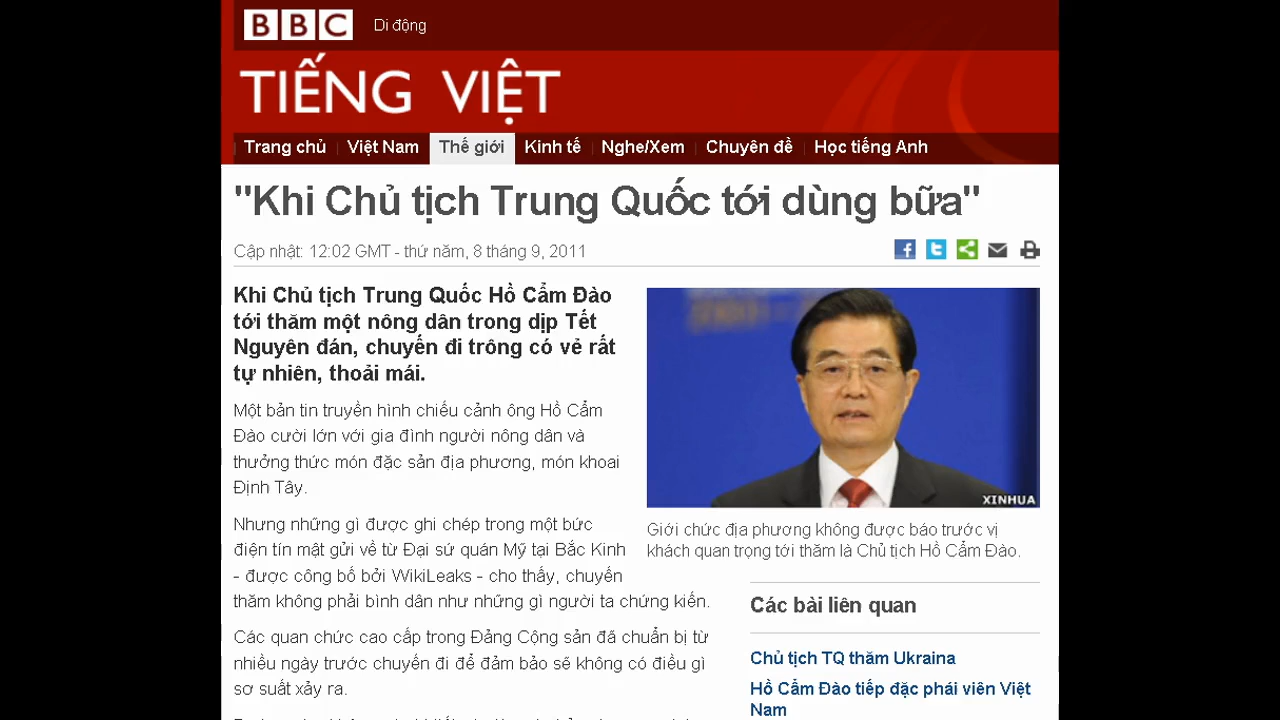 BBC Di động
TIẾNG VIỆT
Trang chủ Việt Nam Thế giới Kinh tế Nghe/Xem Chuyên đề Học tiếng Anh
"Khi Chủ tịch Trung Quốc tới dùng bữa"
Cập nhật: 12:02 GMT - thứ năm, 8 tháng 9, 2011
Khi Chủ tịch Trung Quốc Hồ Cẩm Đào
tới thăm một nông dân trong dịp Tết
Nguyên đán, chuyến đi trông có vẻ rất
tự nhiên, thoải mái.
Một bản tin truyền hình chiếu cảnh ông Hồ Cẩm
Đào cười lớn với gia đình người nông dân và
thưởng thức món đặc sản địa phương, món khoai
Định Tây.
Nhưng những gì được ghi chép trong một bức
điện tín mật gửi về từ Đại sứ quán Mỹ tại Bắc Kinh
- được công bố bởi WikiLeaks - cho thấy, chuyến
thăm không phải bình dân như những gì người ta chứng kiến.
Các quan chức cao cấp trong Đảng Cộng sản đã chuẩn bị từ
nhiều ngày trước chuyến đi để đảm bảo sẽ không có điều gì
sơ suất xảy ra.
XINHUA
Giới chức địa phương không được báo trước vị
khách quan trọng tới thăm là Chủ tịch Hồ Cẩm Đào.
Các bài liên quan
Chủ tịch TQ thăm Ukraina
Hồ Cẩm Đào tiếp đặc phái viên Việt
Nam